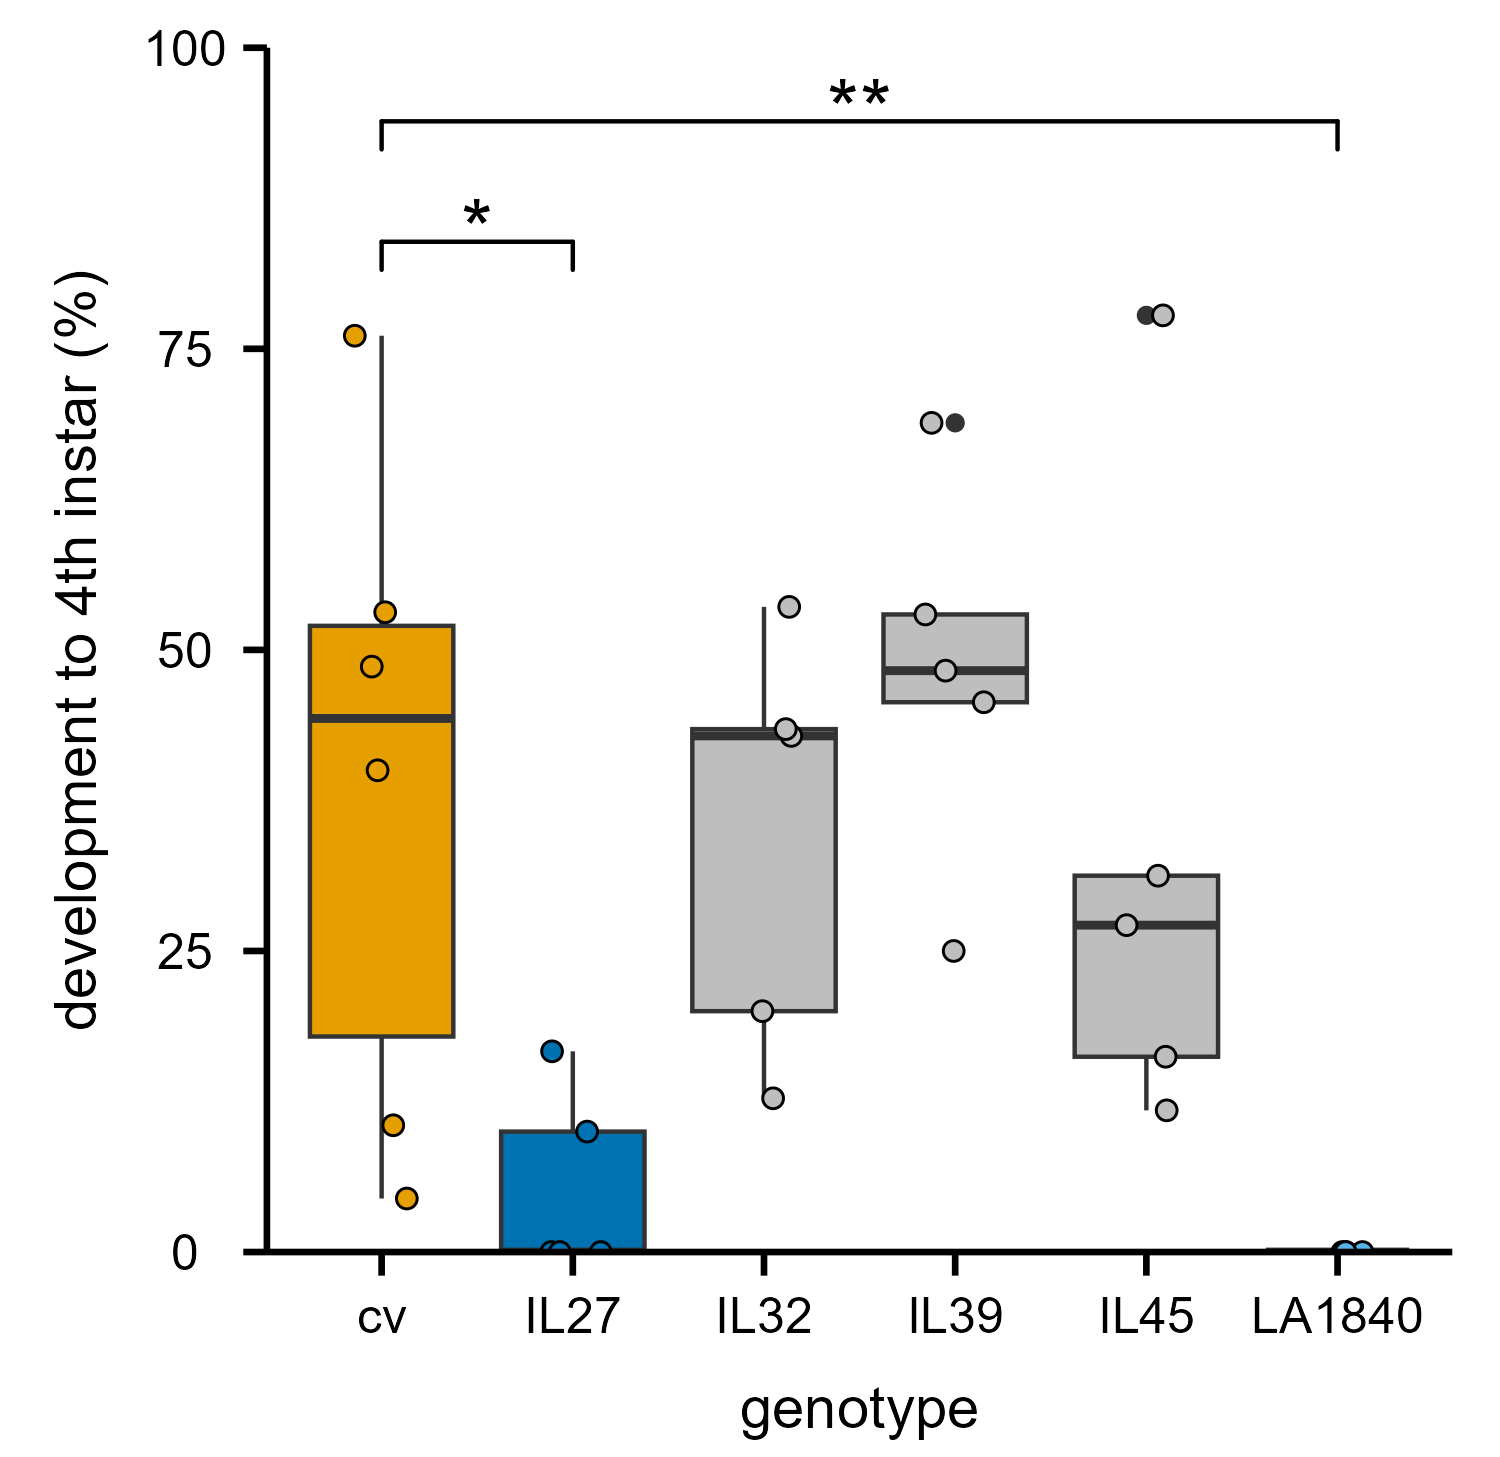 100
**
*
75
50
25
0
development to 4th instar (%)
cv IL27 IL32 IL39 IL45 LA1840
genotype